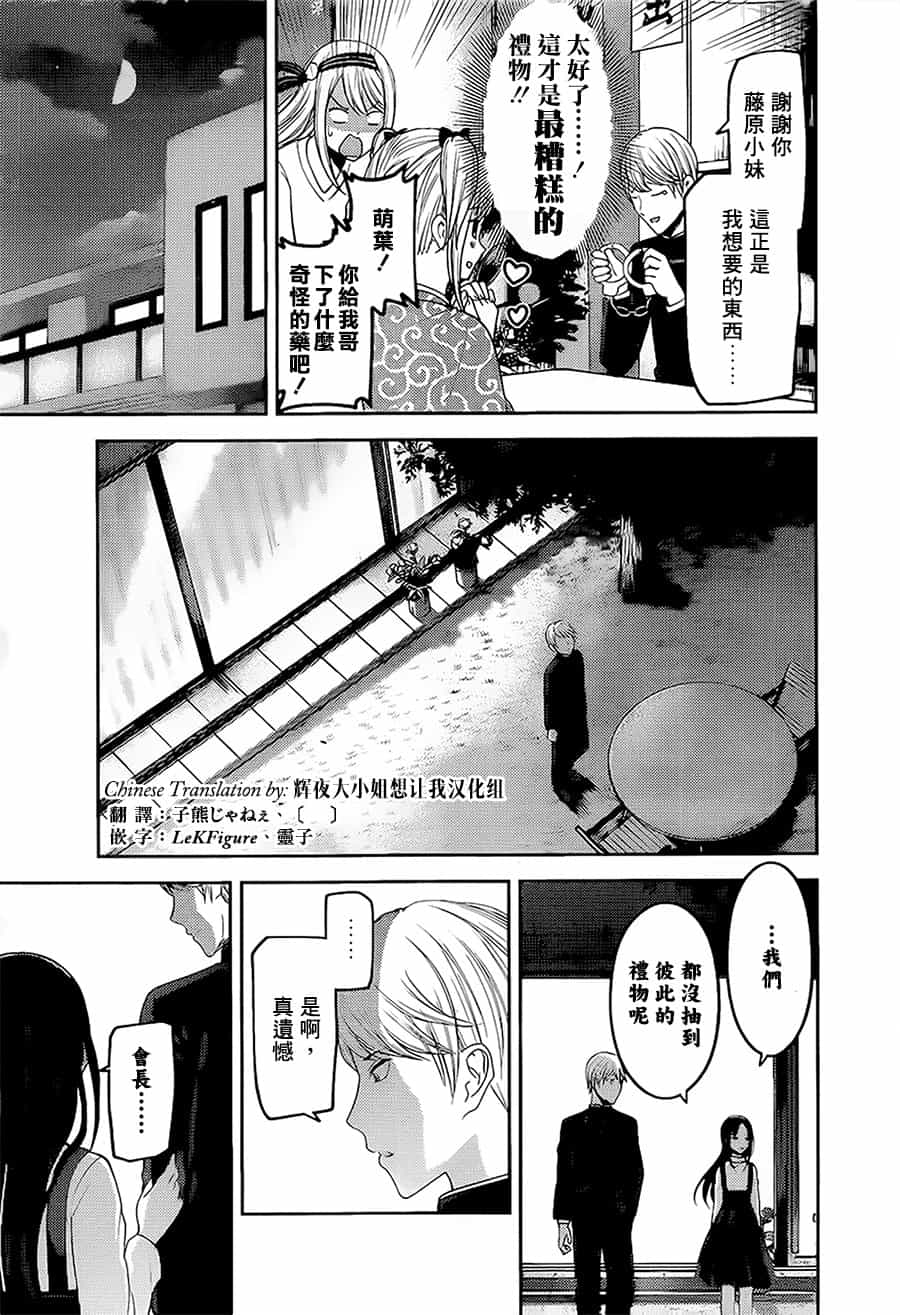 出
謝謝你
藤原小妹
這正是
我想要的東西……
太好了……！
這才是最糟糕的
禮物!!
萌葉！
你給我哥
下了什麼
奇怪的藥吧！
Chinese Translation by: 辉夜大小姐想让我汉化组
翻 譯：子熊じゃねぇ、〔 〕
嵌 字：LeKFigure、靈子
…我們
都沒抽到
彼此的
禮物呢
……
是啊，
真遺憾
會長……